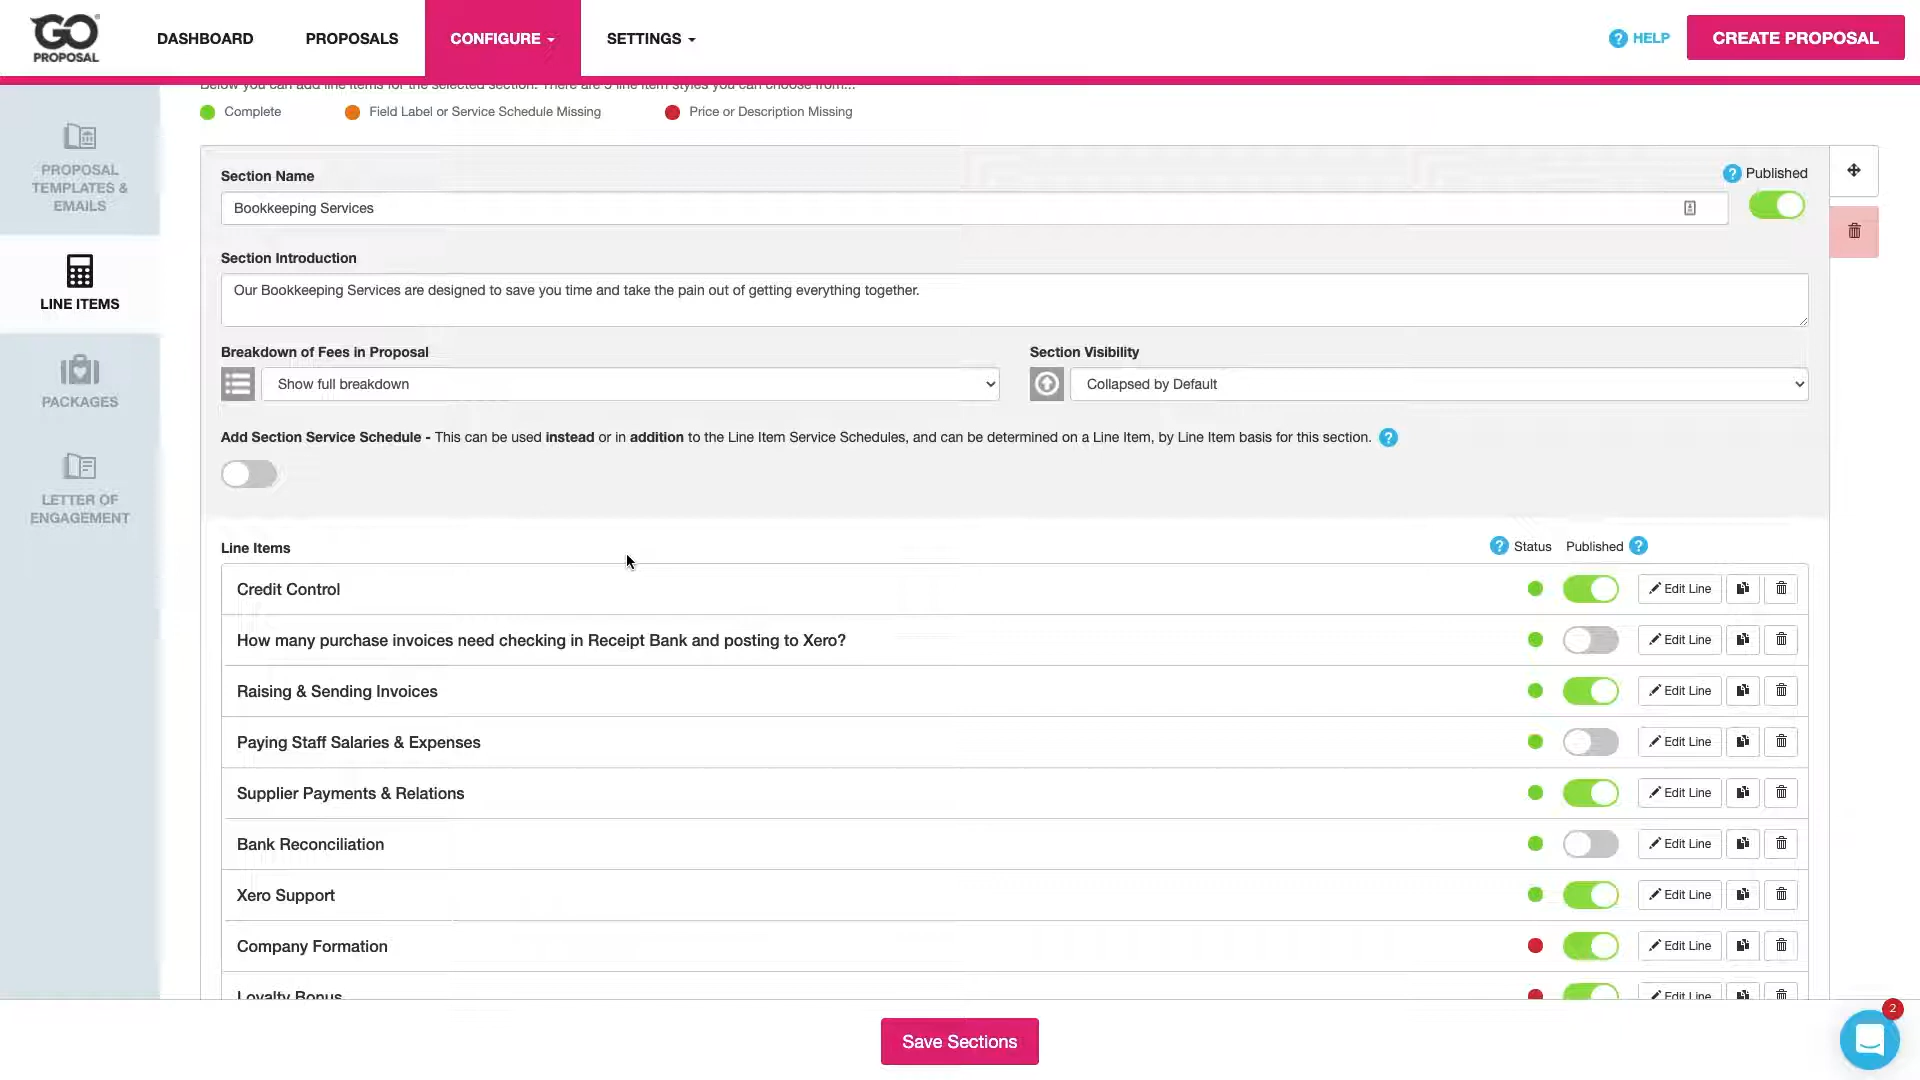 GO
PROPOSAL
DASHBOARD
PROPOSALS
CONFIGURE
SETTINGS
? HELP
CREATE PROPOSAL
Below you can add line items for the selected section. There are 5 line item styles you can choose from...
Complete
Field Label or Service Schedule Missing
Price or Description Missing
PROPOSAL
TEMPLATES &
EMAILS
LINE ITEMS
PACKAGES
LETTER OF
ENGAGEMENT
Section Name
? Published
Bookkeeping Services
Section Introduction
Our Bookkeeping Services are designed to save you time and take the pain out of getting everything together.
Breakdown of Fees in Proposal
Section Visibility
Show full breakdown
Collapsed by Default
Add Section Service Schedule - This can be used instead or in addition to the Line Item Service Schedules, and can be determined on a Line Item, by Line Item basis for this section. ?
Line Items
? Status Published ?
Credit Control
Edit Line
How many purchase invoices need checking in Receipt Bank and posting to Xero?
Edit Line
Raising & Sending Invoices
Edit Line
Paying Staff Salaries & Expenses
Edit Line
Supplier Payments & Relations
Edit Line
Bank Reconciliation
Edit Line
Xero Support
Edit Line
Company Formation
Edit Line
Loyalty Bonus
Edit Line
Save Sections
2